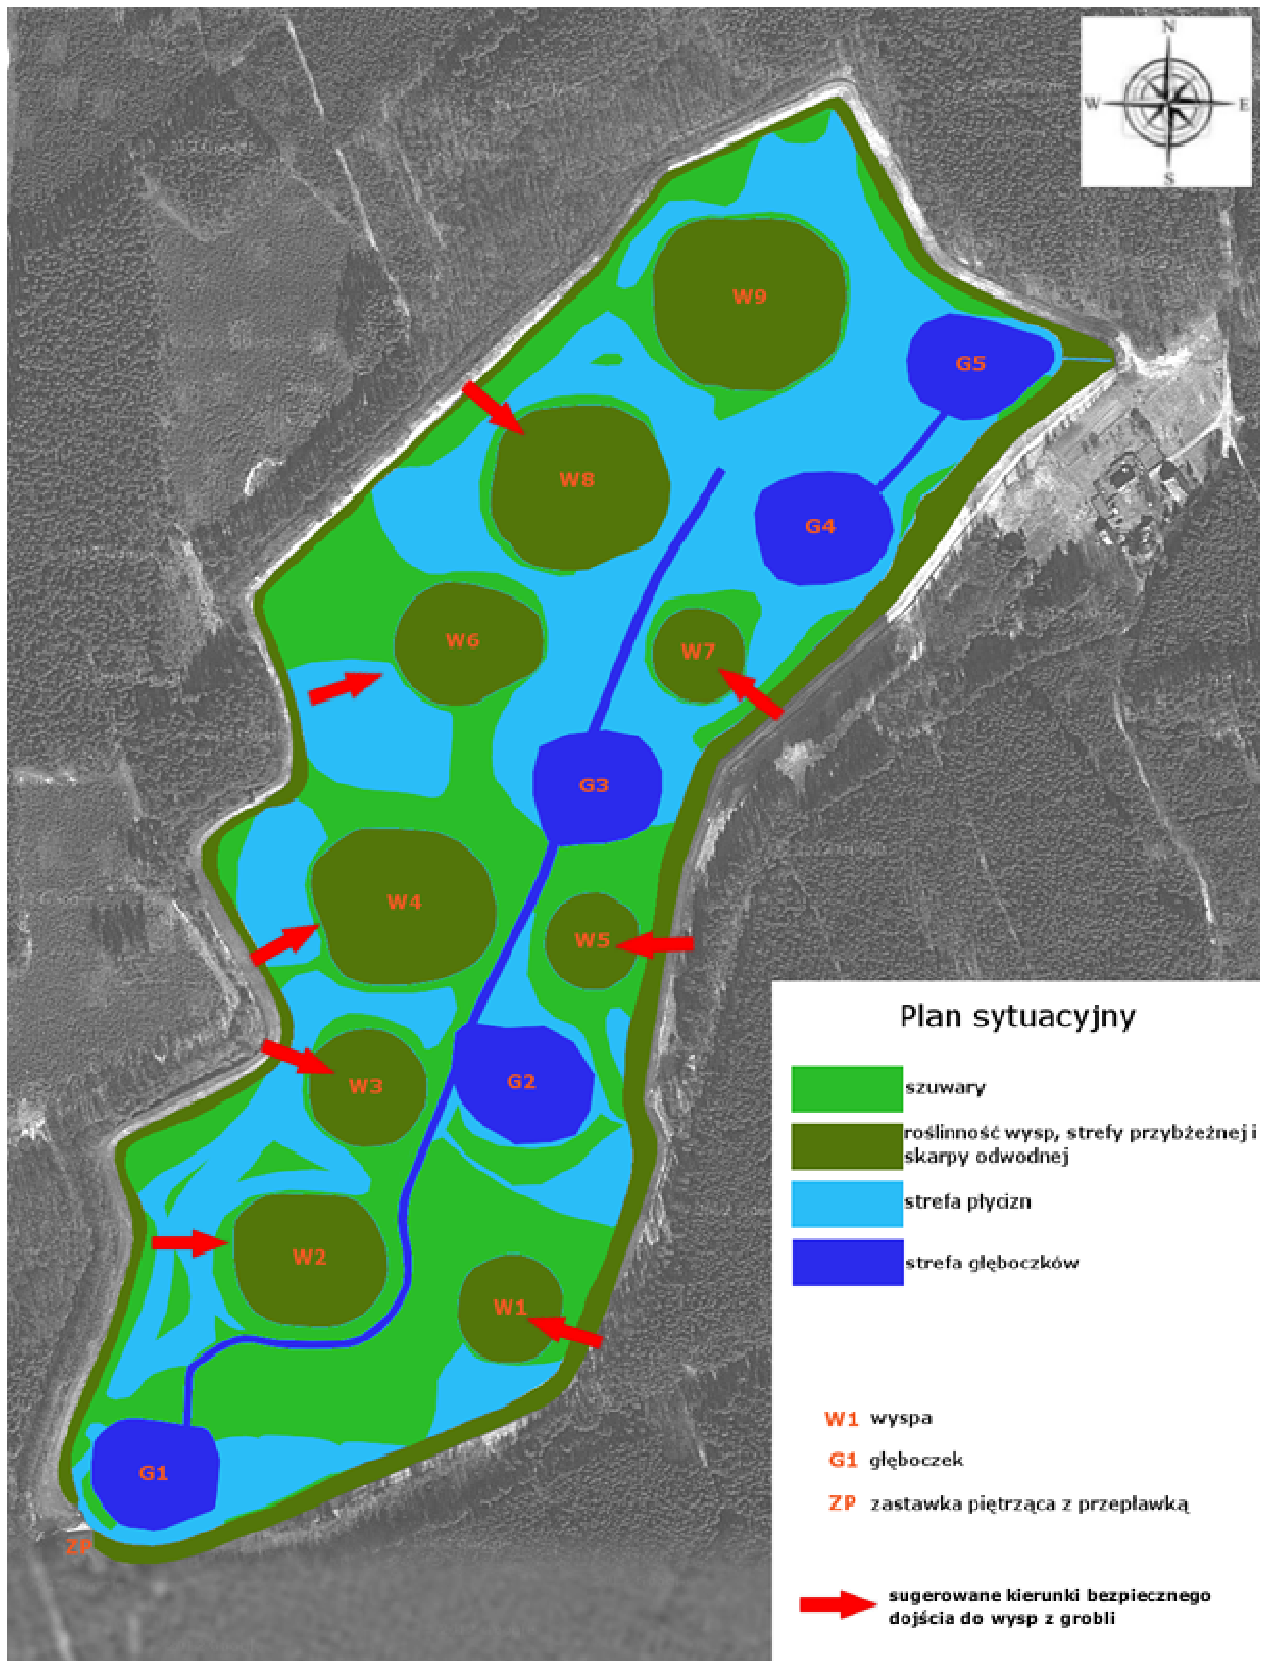 N
W E
S
W9
G5
W8
G4
W6
W7
G3
W4
W5
W3
G2
W2
W1
G1
ZP
Plan sytuacyjny
szuwary
roślinność wysp, strefy przybżeżnej i
skarpy odwodnej
strefa płycizn
strefa głęboczków
W1 wyspa
G1 głęboczek
ZP zastawka piętrząca z przepławką
sugerowane kierunki bezpiecznego
dojścia do wysp z grobli